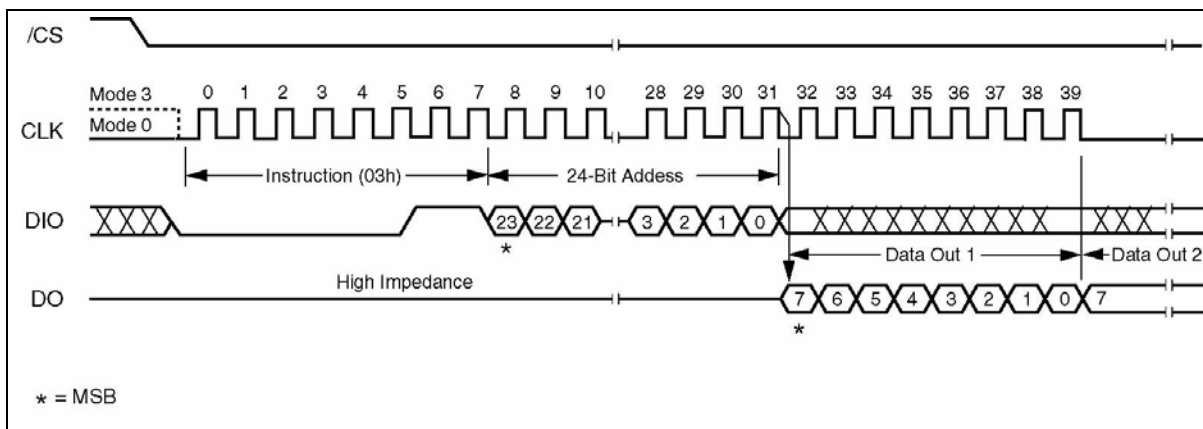 /CS
Mode 3
0 1 2 3 4 5 6 7 8 9 10 28 29 30 31 32 33 34 35 36 37 38 39
CLK Mode 0
Instruction (03h) 24-Bit Addess
DIO 23 22 21 3 2 1 0
* Data Out 1 Data Out 2
High Impedance
DO 7 6 5 4 3 2 1 0 7
*
* = MSB